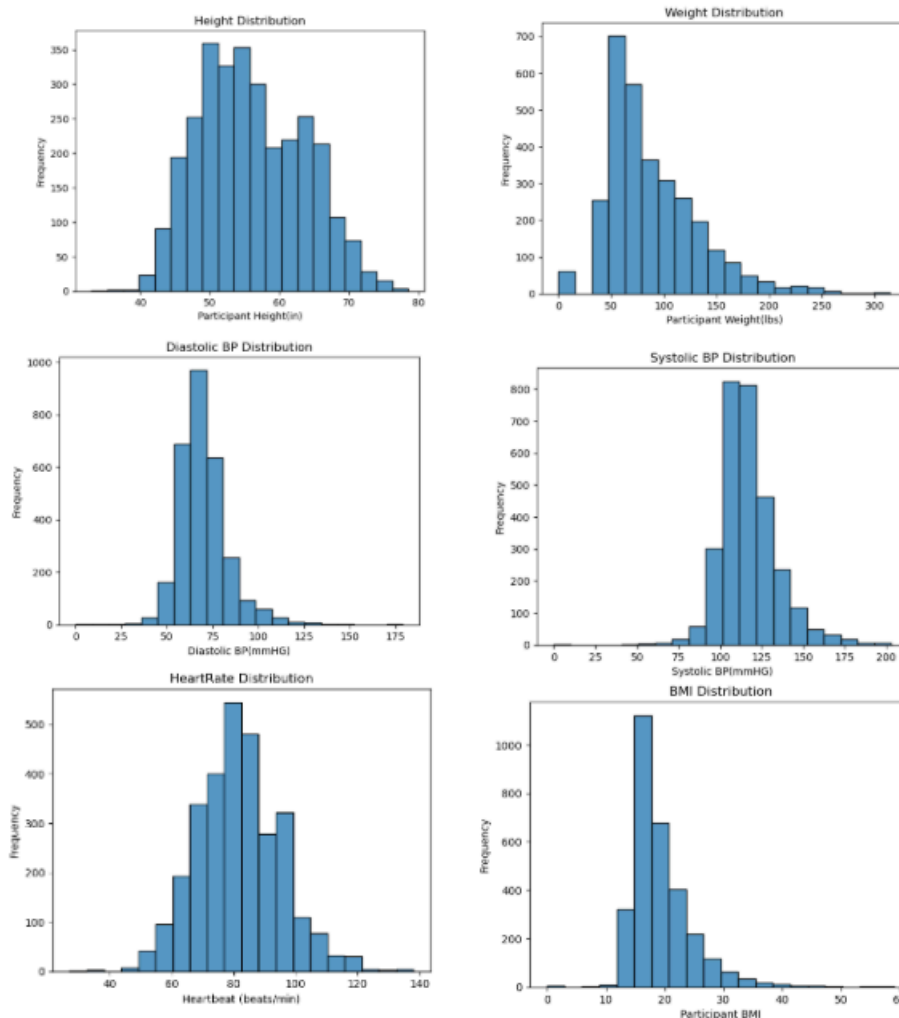 Height Distribution
Frequency
350
300
250
200
150
100
50
0
40 50 60 70 80
Participant Height(in)
Weight Distribution
Frequency
700
600
500
400
300
200
100
0
0 50 100 150 200 250 300
Participant Weight(lbs)
Diastolic BP Distribution
Frequency
1000
800
600
400
200
0
0 25 50 75 100 125 150 175
Diastolic BP(mmHG)
Systolic BP Distribution
Frequency
800
700
600
500
400
300
200
100
0
0 25 50 75 100 125 150 175 200
Systolic BP(mmHG)
HeartRate Distribution
Frequency
500
400
300
200
100
0
40 60 80 100 120 140
Heartbeat (beats/min)
BMI Distribution
Frequency
1000
800
600
400
200
0
0 10 20 30 40 50
Participant BMI